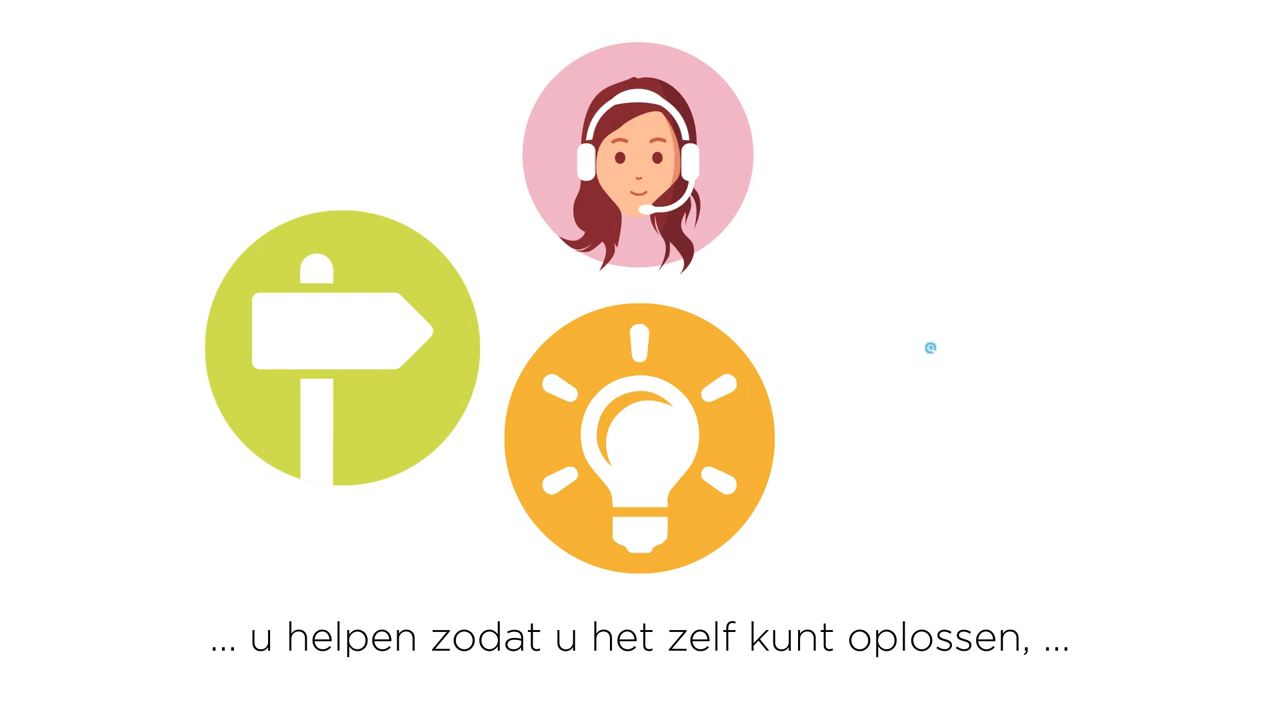 ... u helpen zodat u het zelf kunt oplossen, ...